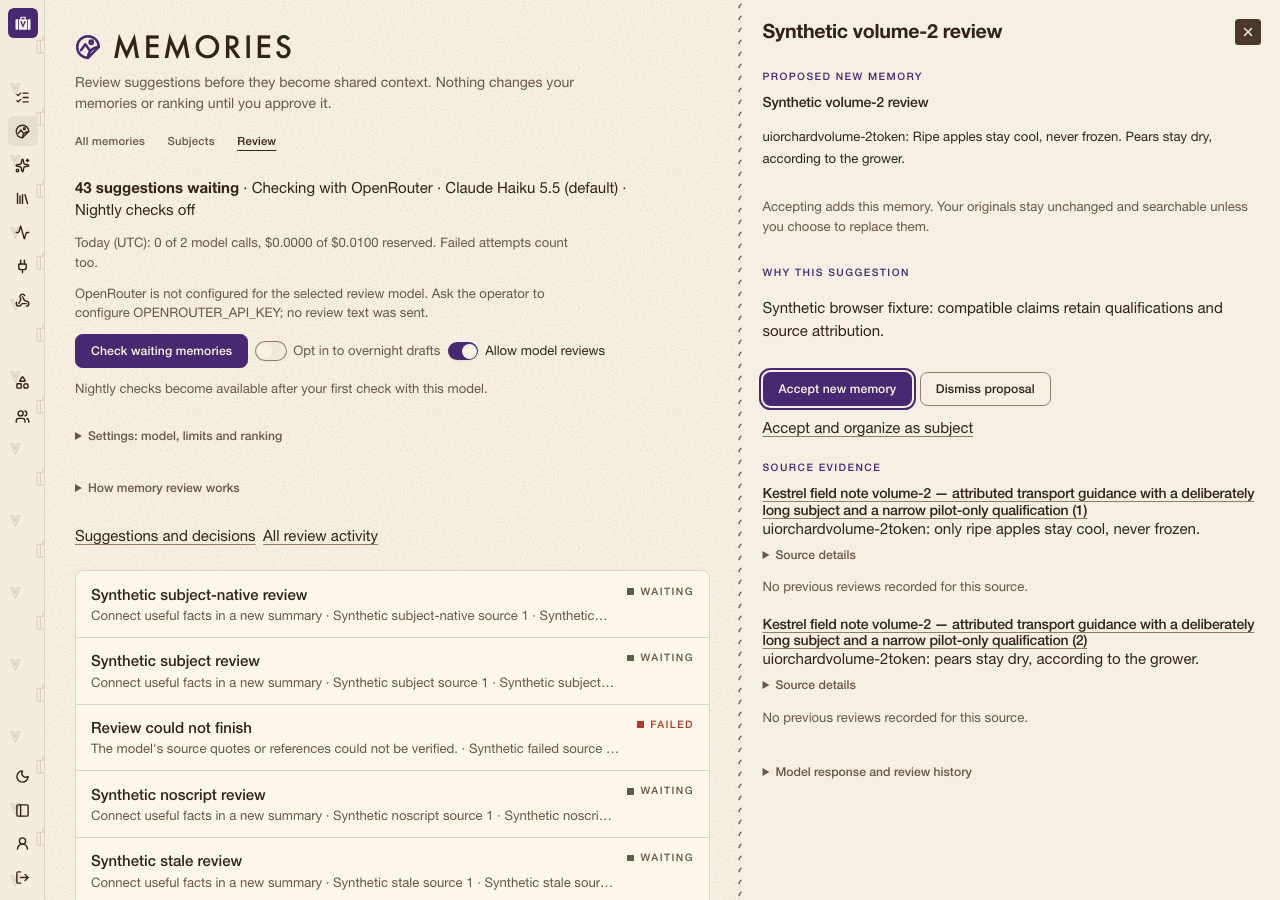 MEMORIES
Review suggestions before they become shared context. Nothing changes your
memories or ranking until you approve it.
All memories Subjects Review
43 suggestions waiting · Checking with OpenRouter · Claude Haiku 5.5 (default) ·
Nightly checks off
Today (UTC): 0 of 2 model calls, $0.0000 of $0.0100 reserved. Failed attempts count
too.
OpenRouter is not configured for the selected review model. Ask the operator to
configure OPENROUTER_API_KEY; no review text was sent.
Check waiting memories Opt in to overnight drafts Allow model reviews
Nightly checks become available after your first check with this model.
Settings: model, limits and ranking
How memory review works
Suggestions and decisions All review activity
Synthetic subject-native review WAITING
Connect useful facts in a new summary · Synthetic subject-native source 1 · Synthetic…
Synthetic subject review WAITING
Connect useful facts in a new summary · Synthetic subject source 1 · Synthetic subject…
Review could not finish FAILED
The model's source quotes or references could not be verified. · Synthetic failed source …
Synthetic noscript review WAITING
Connect useful facts in a new summary · Synthetic noscript source 1 · Synthetic noscri…
Synthetic stale review WAITING
Connect useful facts in a new summary · Synthetic stale source 1 · Synthetic stale sour…
Synthetic volume-2 review
PROPOSED NEW MEMORY
Synthetic volume-2 review
uiorchardvolume-2token: Ripe apples stay cool, never frozen. Pears stay dry,
according to the grower.
Accepting adds this memory. Your originals stay unchanged and searchable unless
you choose to replace them.
WHY THIS SUGGESTION
Synthetic browser fixture: compatible claims retain qualifications and
source attribution.
Accept new memory Dismiss proposal
Accept and organize as subject
SOURCE EVIDENCE
Kestrel field note volume-2 — attributed transport guidance with a deliberately
long subject and a narrow pilot-only qualification (1)
uiorchardvolume-2token: only ripe apples stay cool, never frozen.
Source details
No previous reviews recorded for this source.
Kestrel field note volume-2 — attributed transport guidance with a deliberately
long subject and a narrow pilot-only qualification (2)
uiorchardvolume-2token: pears stay dry, according to the grower.
Source details
No previous reviews recorded for this source.
Model response and review history